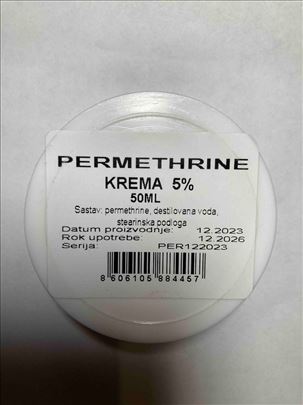 PERMETHRINE
KREMA 5%
50ML
Sastav: permethrine, destilovana voda,
stearinska podloga
Datum proizvodnje: 12.2023
Rok upotrebe: 12.2026
Serija: PER122023
8 606105 884457